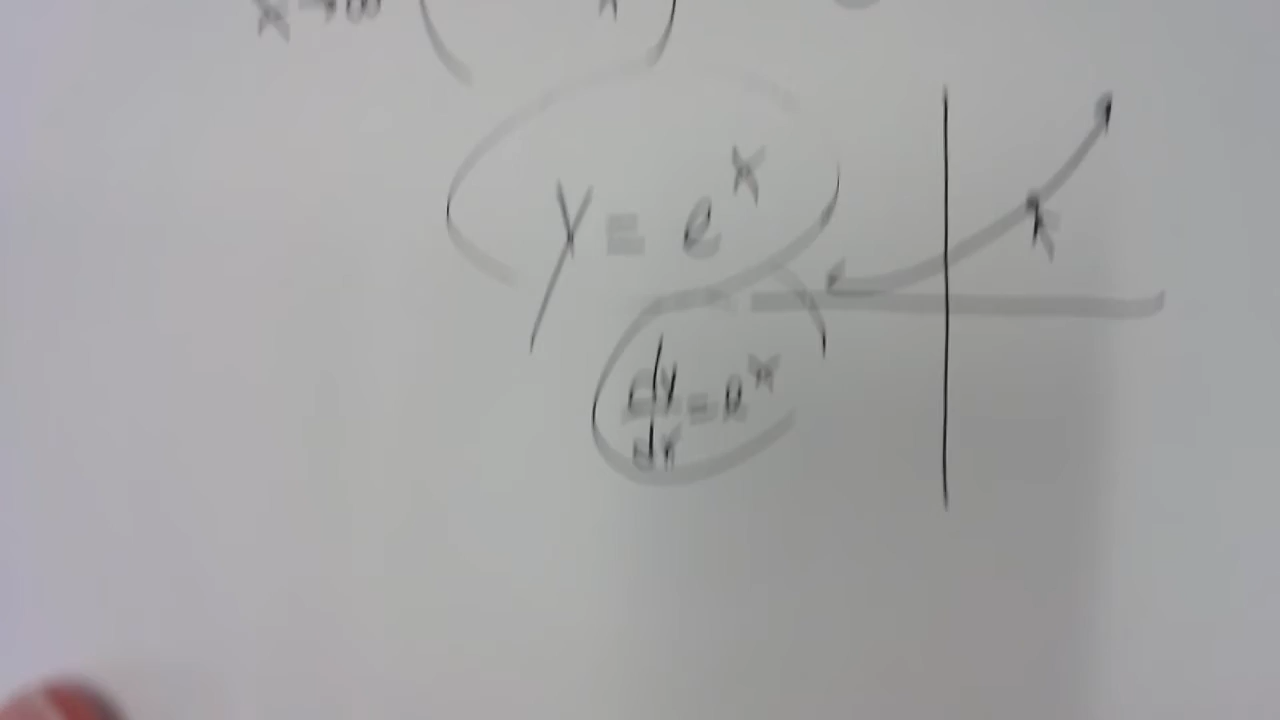 x→∞
y = e^x
dy/dx = e^x